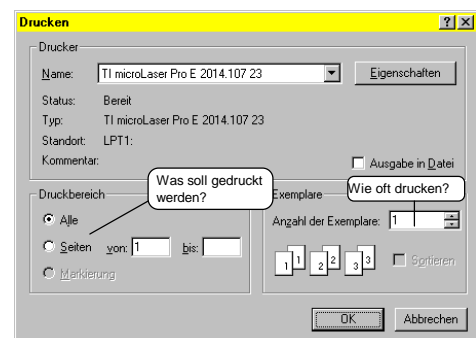 Drucken
Drucker
Name: TI microLaser Pro E 2014.107 23 Eigenschaften
Status: Bereit
Typ: TI microLaser Pro E 2014.107 23
Standort: LPT1:
Kommentar: Ausgabe in Datei
Druckbereich
Was soll gedruckt
werden?
Alle
Seiten von: 1 bis:
Markierung
Exemplare
Wie oft drucken?
Anzahl der Exemplare: 1
1 1 2 2 3 3 Sortieren
OK Abbrechen